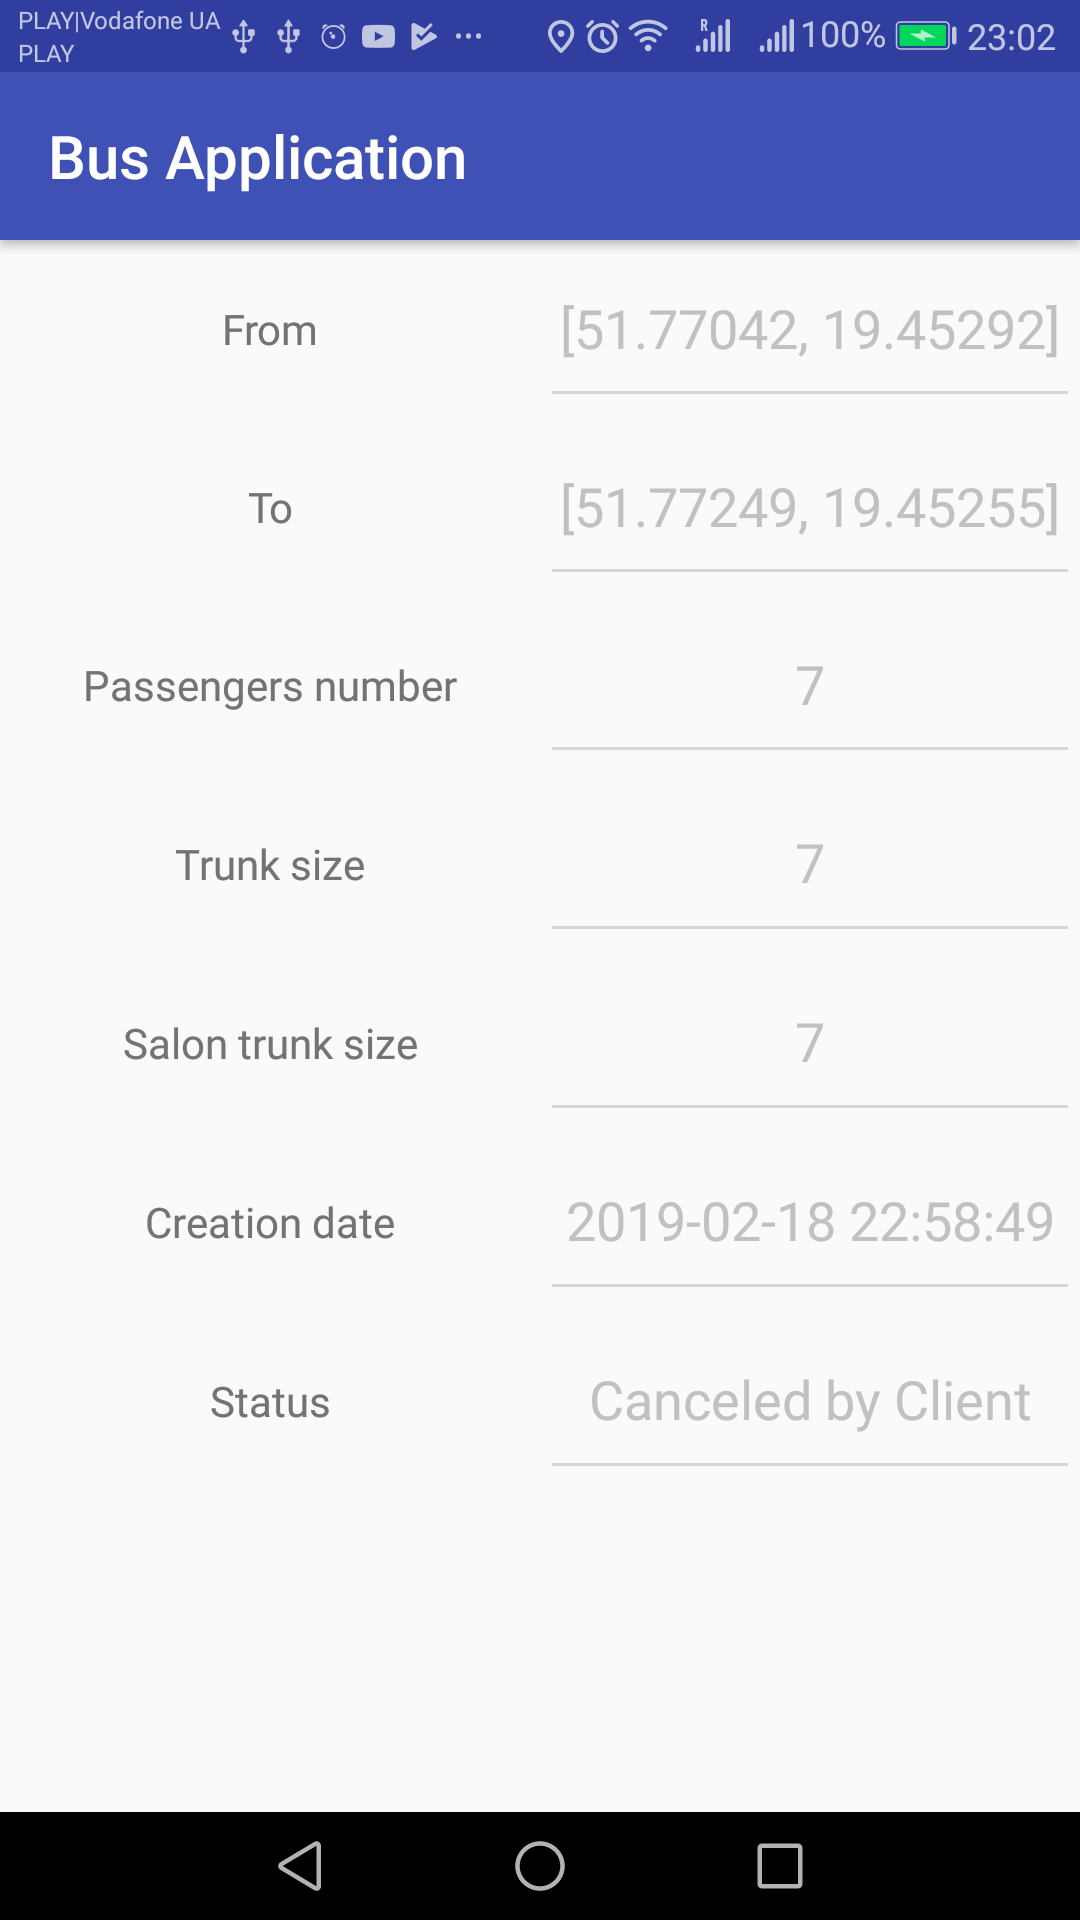 PLAY|Vodafone UA
PLAY
R
100%
23:02
Bus Application
From
[51.77042, 19.45292]
To
[51.77249, 19.45255]
Passengers number
7
Trunk size
7
Salon trunk size
7
Creation date
2019-02-18 22:58:49
Status
Canceled by Client